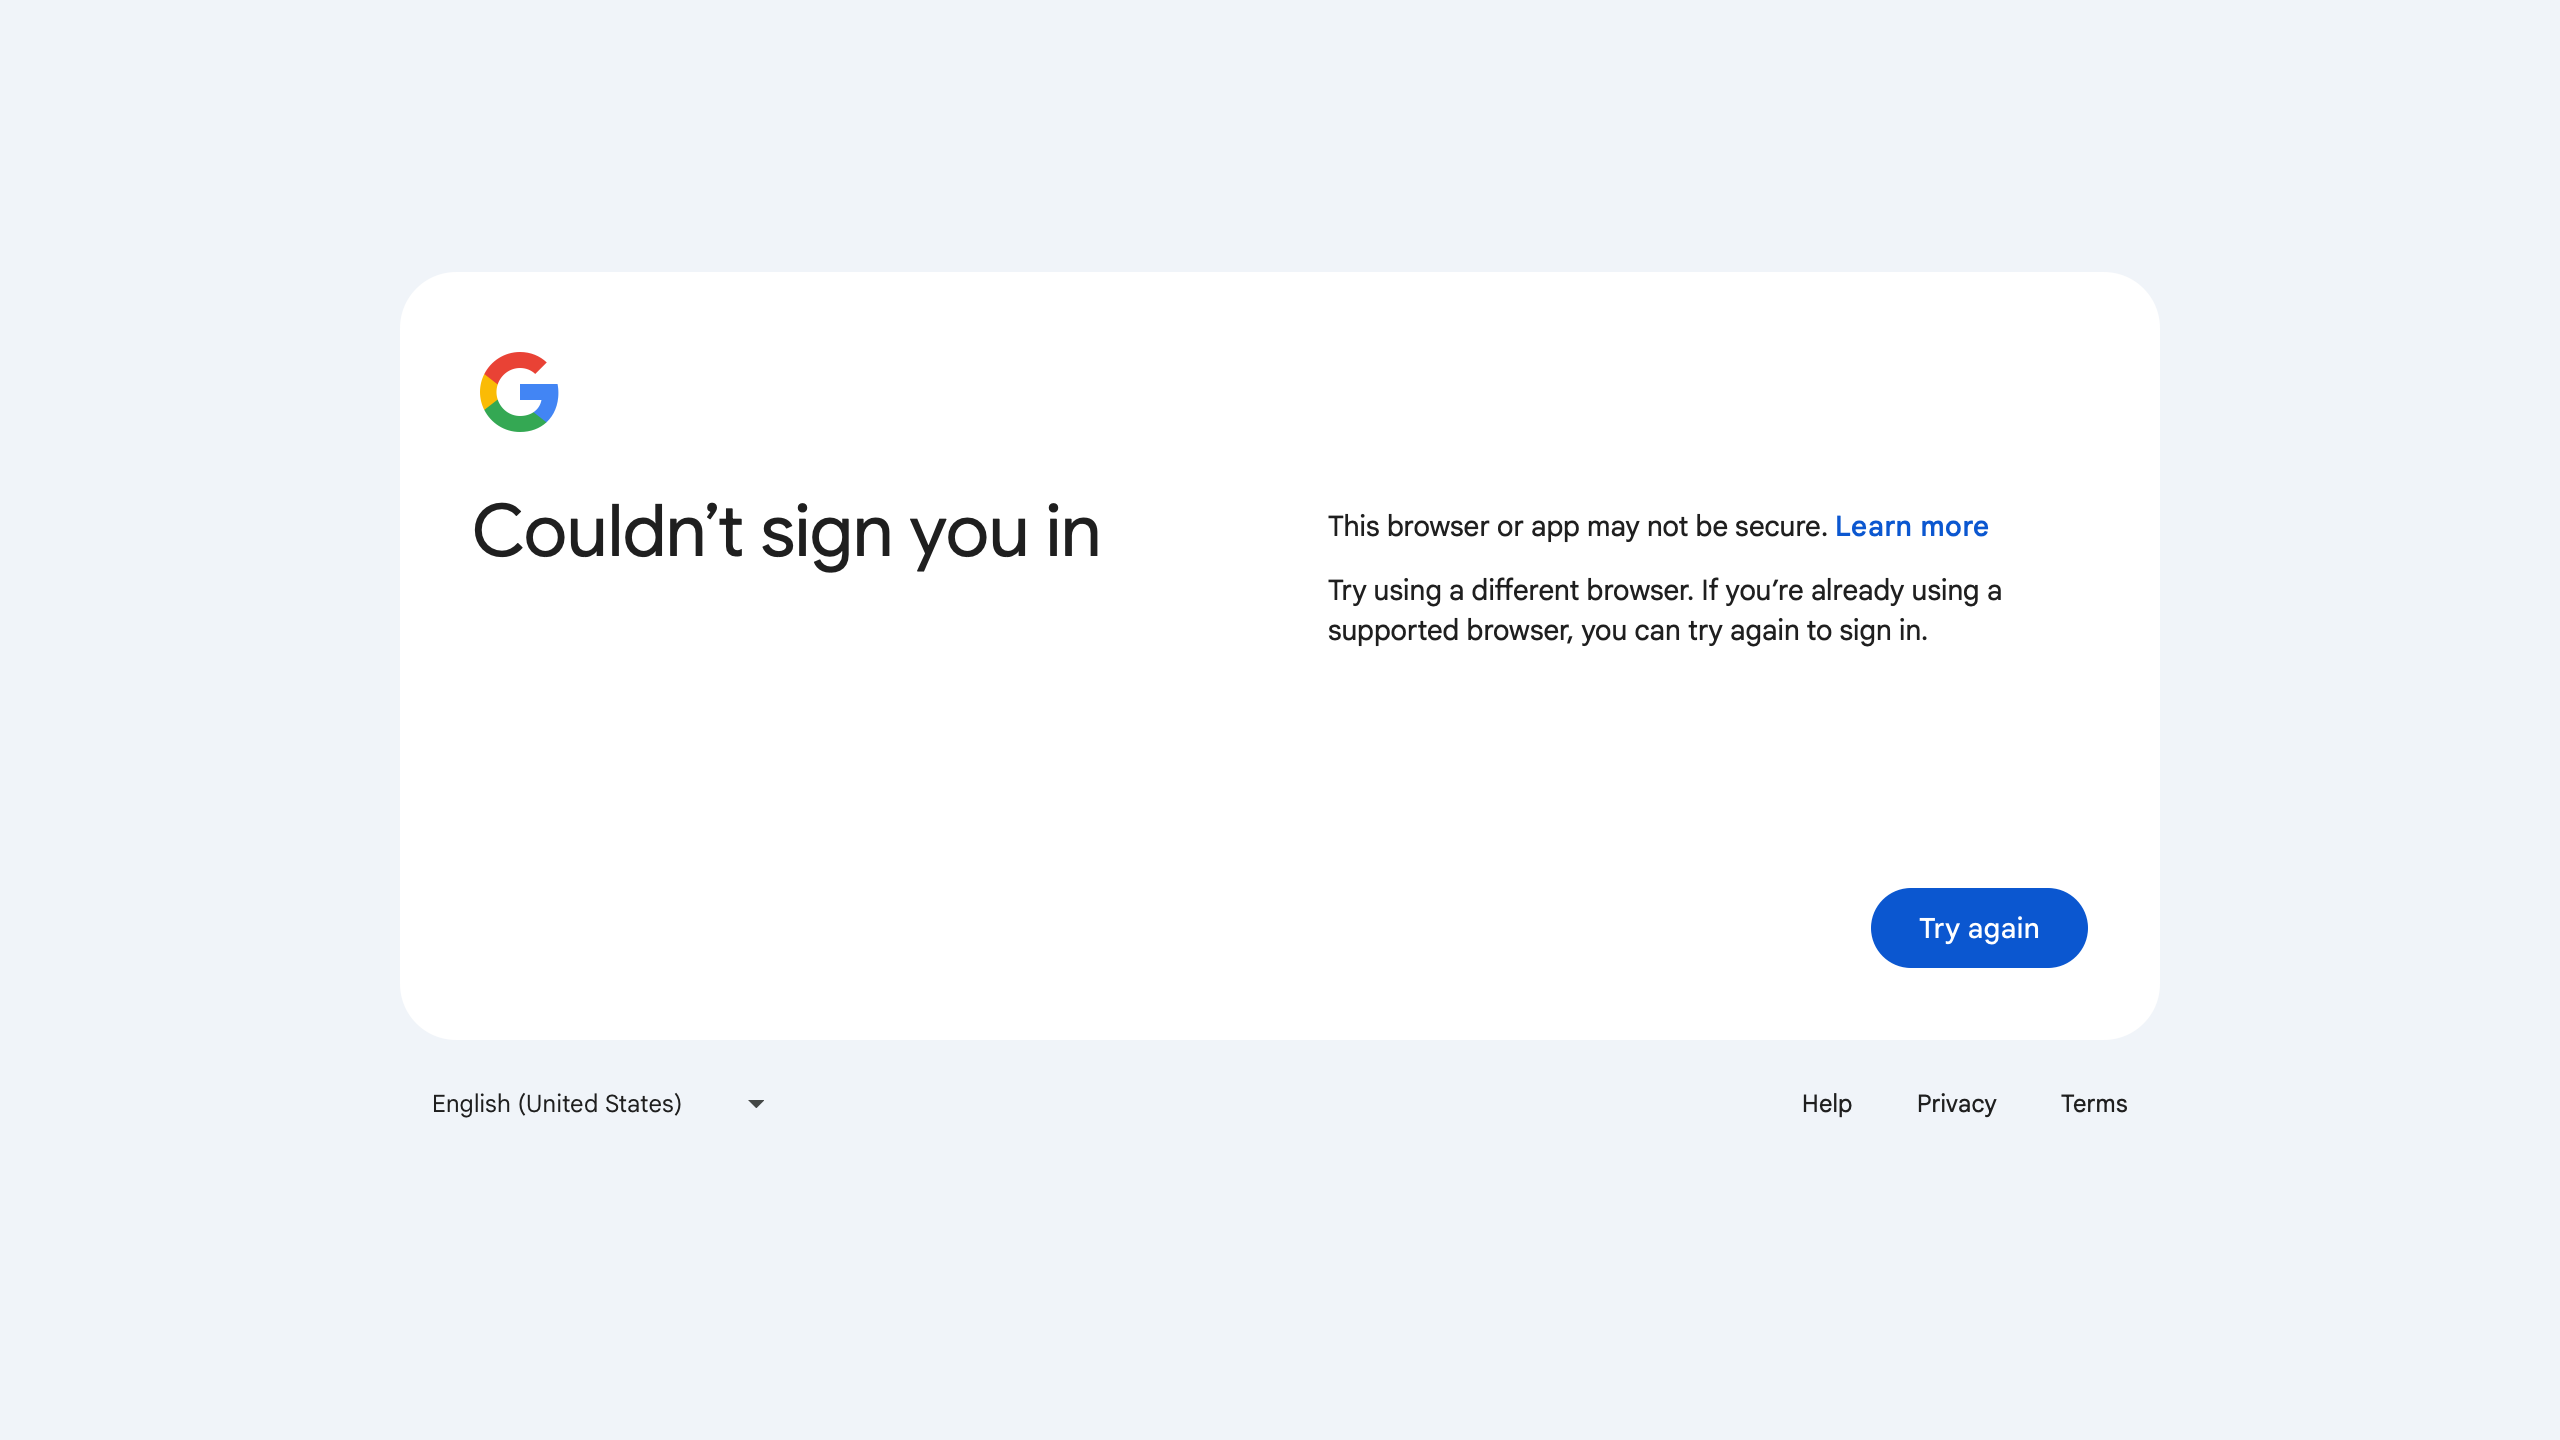 Couldn’t sign you in
This browser or app may not be secure. Learn more
Try using a different browser. If you’re already using a
supported browser, you can try again to sign in.
Try again
English (United States)
Help Privacy Terms